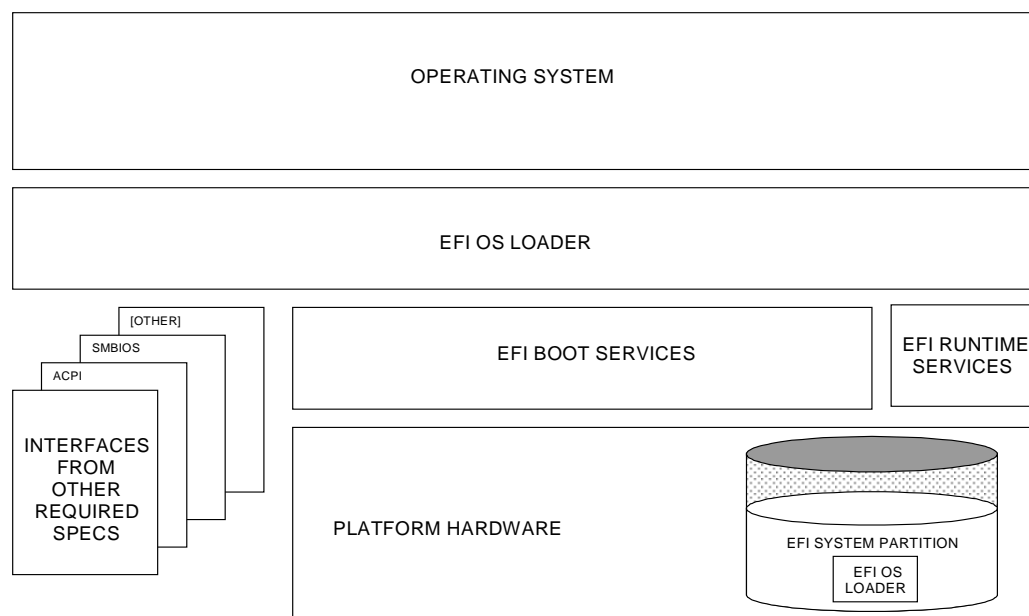 OPERATING SYSTEM
EFI OS LOADER
[OTHER]
SMBIOS
ACPI
INTERFACES
FROM
OTHER
REQUIRED
SPECS
EFI BOOT SERVICES
EFI RUNTIME
SERVICES
PLATFORM HARDWARE
EFI SYSTEM PARTITION
EFI OS
LOADER